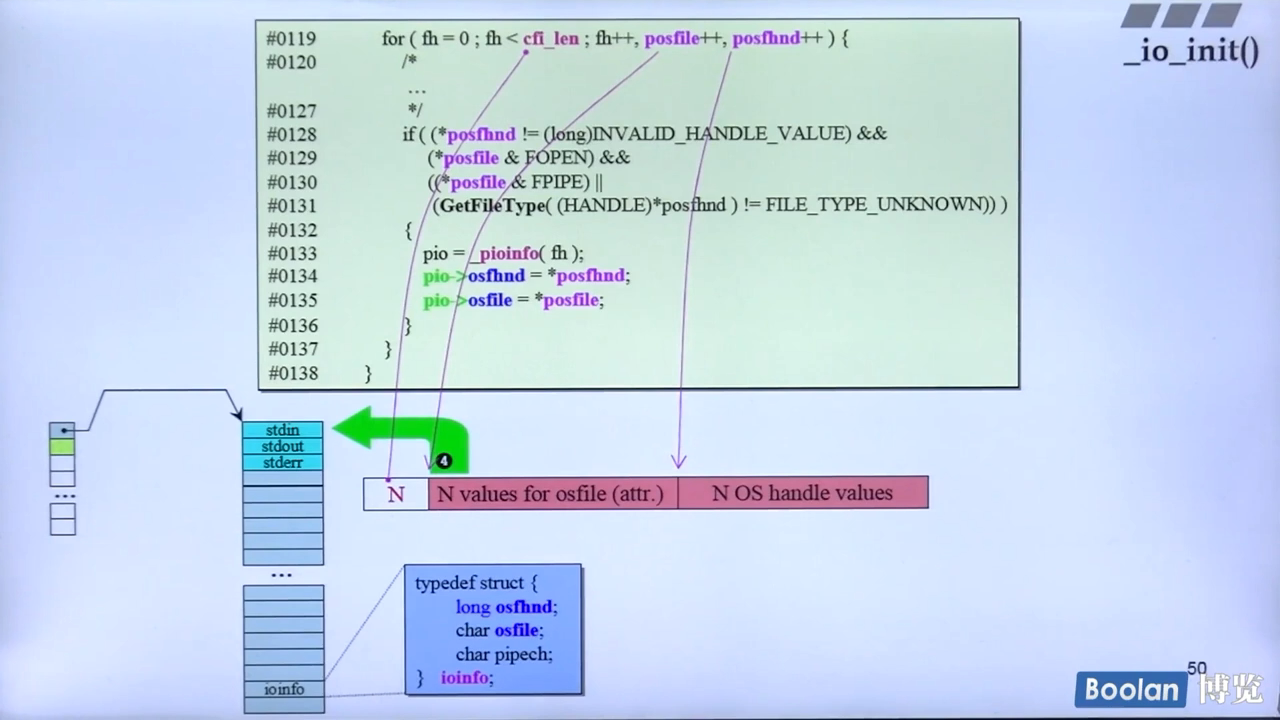 _io_init()
#0119 for ( fh = 0 ; fh < cfi_len ; fh++, posfile++, posfhnd++ ) {
#0120 /*
...
#0127 */
#0128 if ( (*posfhnd != (long)INVALID_HANDLE_VALUE) &&
#0129 (*posfile & FOPEN) &&
#0130 ((*posfile & FPIPE) ||
#0131 (GetFileType( (HANDLE)*posfhnd ) != FILE_TYPE_UNKNOWN)) )
#0132 {
#0133 pio = _pioinfo( fh );
#0134 pio->osfhnd = *posfhnd;
#0135 pio->osfile = *posfile;
#0136 }
#0137 }
#0138 }
stdin
stdout
stderr
4
N
N values for osfile (attr.)
N OS handle values
...
...
typedef struct {
long osfhnd;
char osfile;
char pipech;
} ioinfo;
ioinfo
50
Boolan 博览